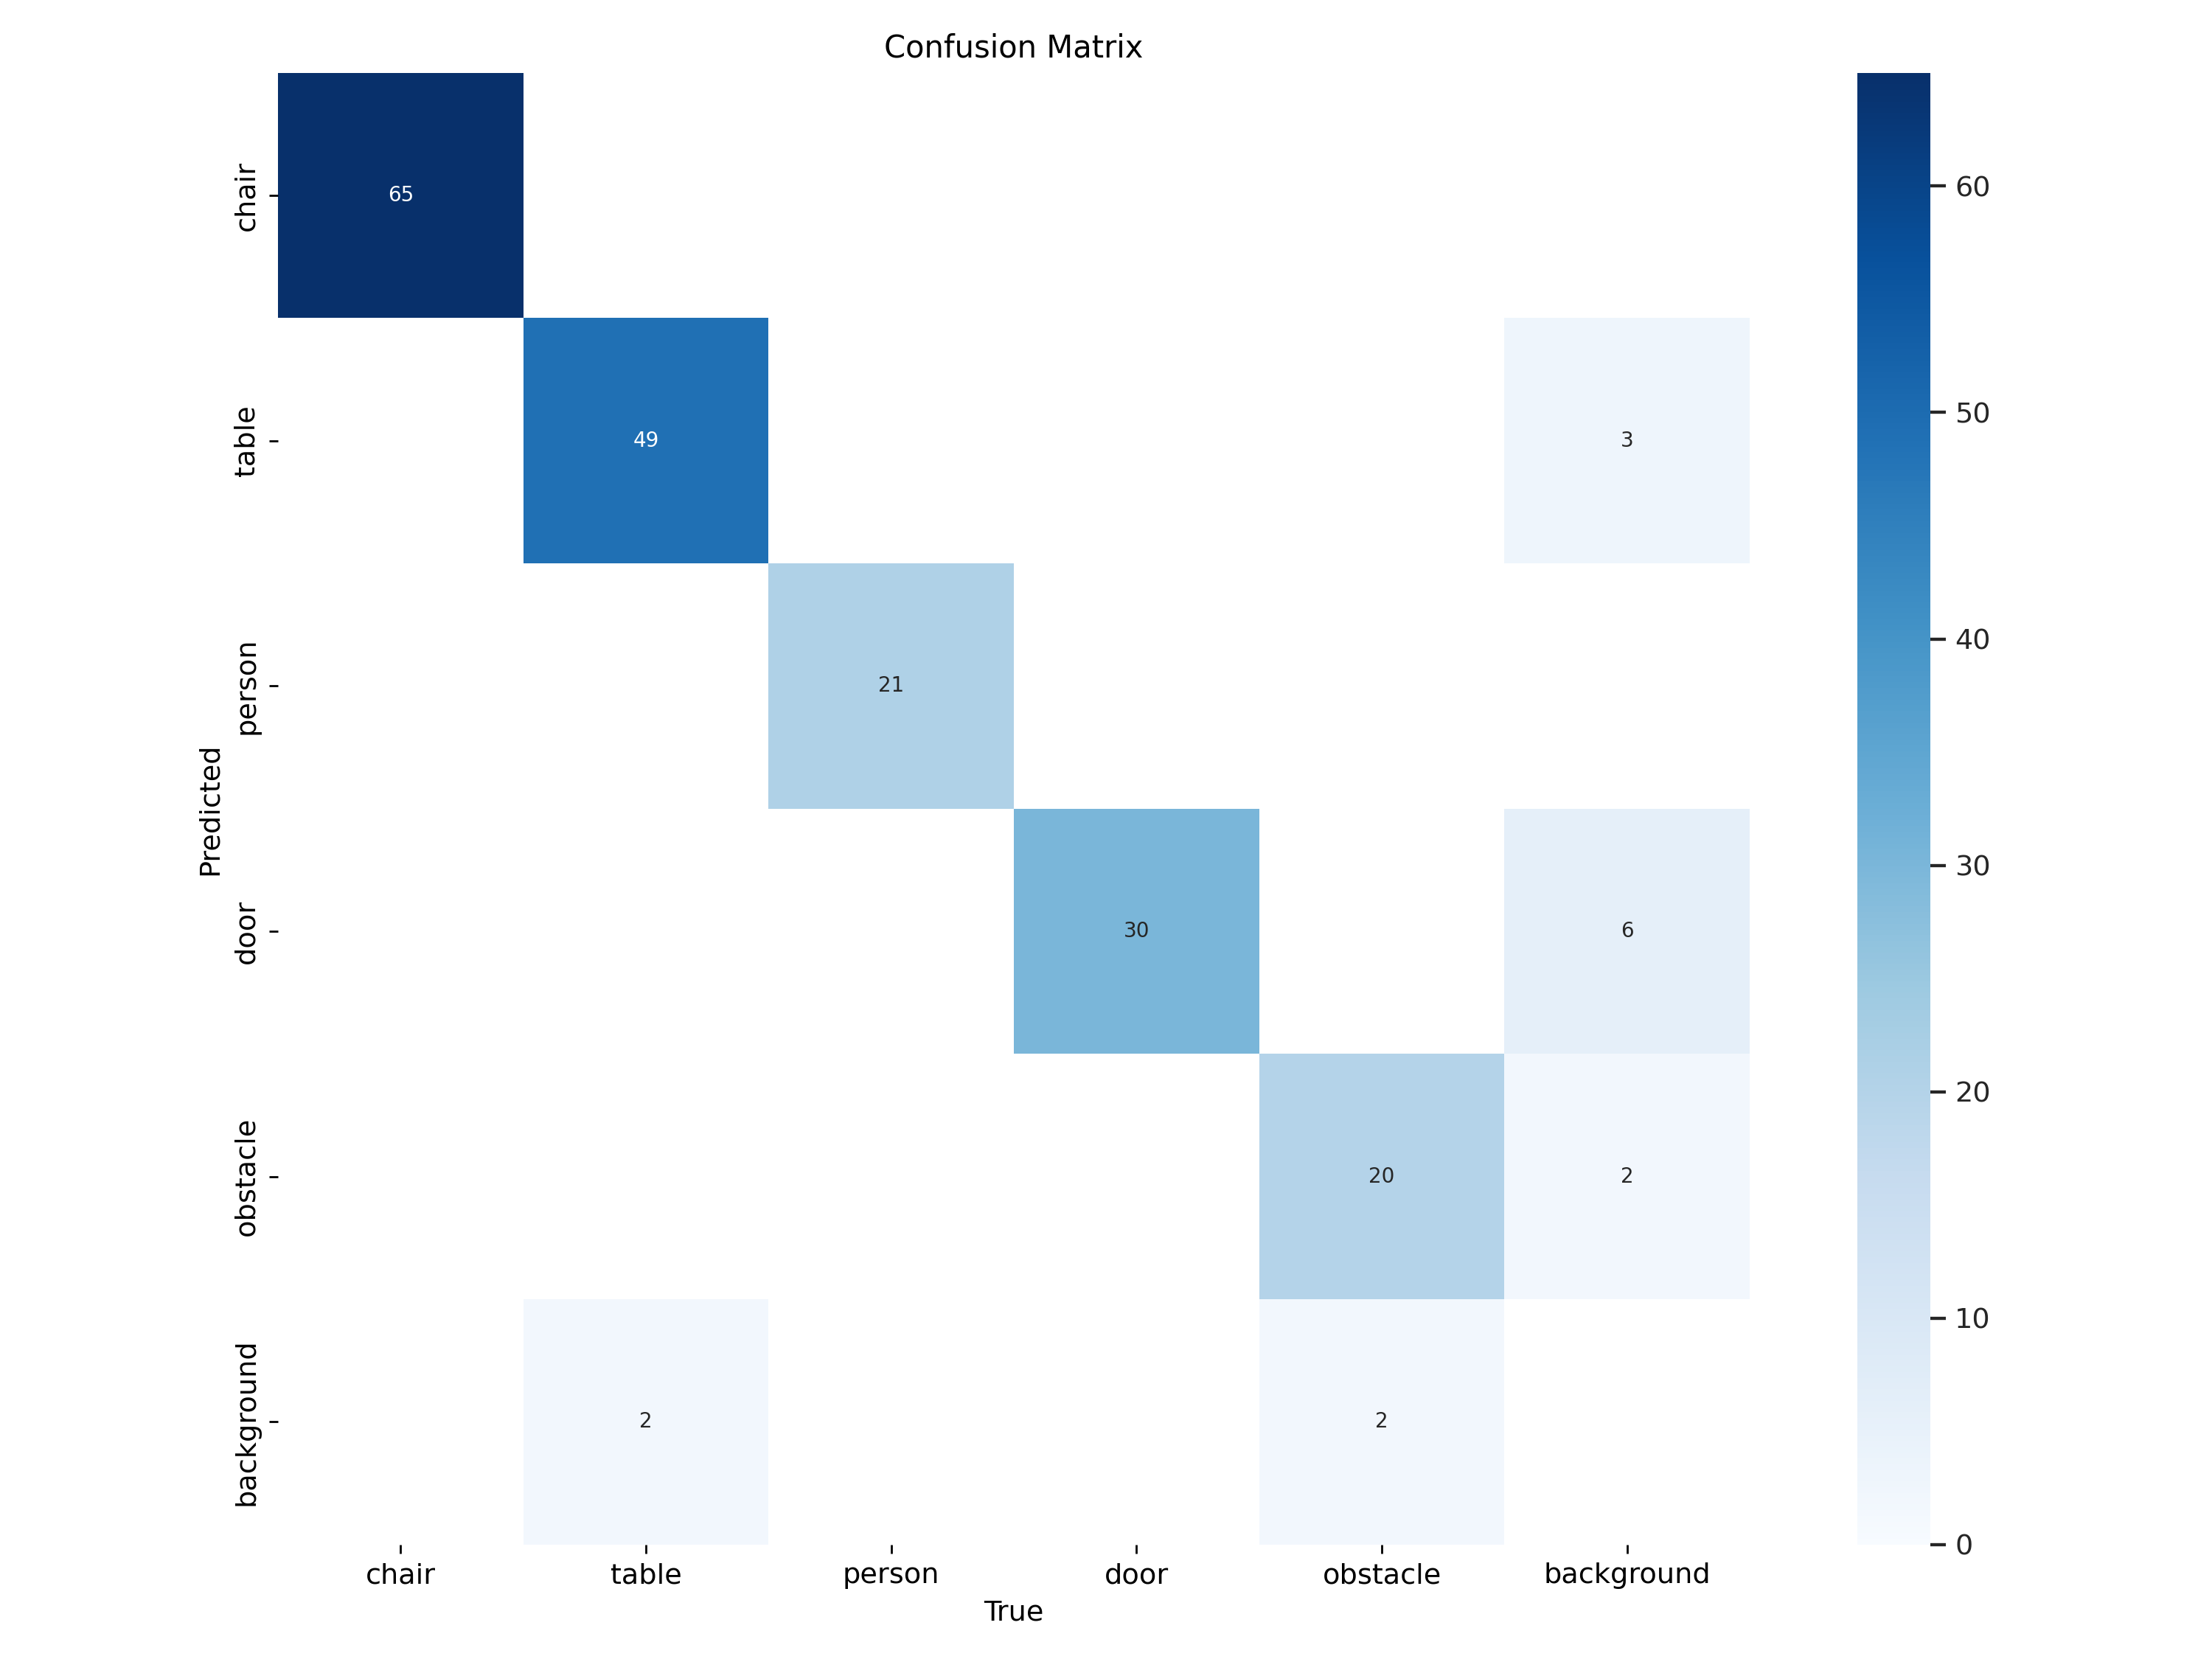 Confusion Matrix
chair
65
60
table
49
3
50
person
21
40
Predicted
door
30
6
30
obstacle
20
2
20
background
2
2
10
0
chair table person door obstacle background
True